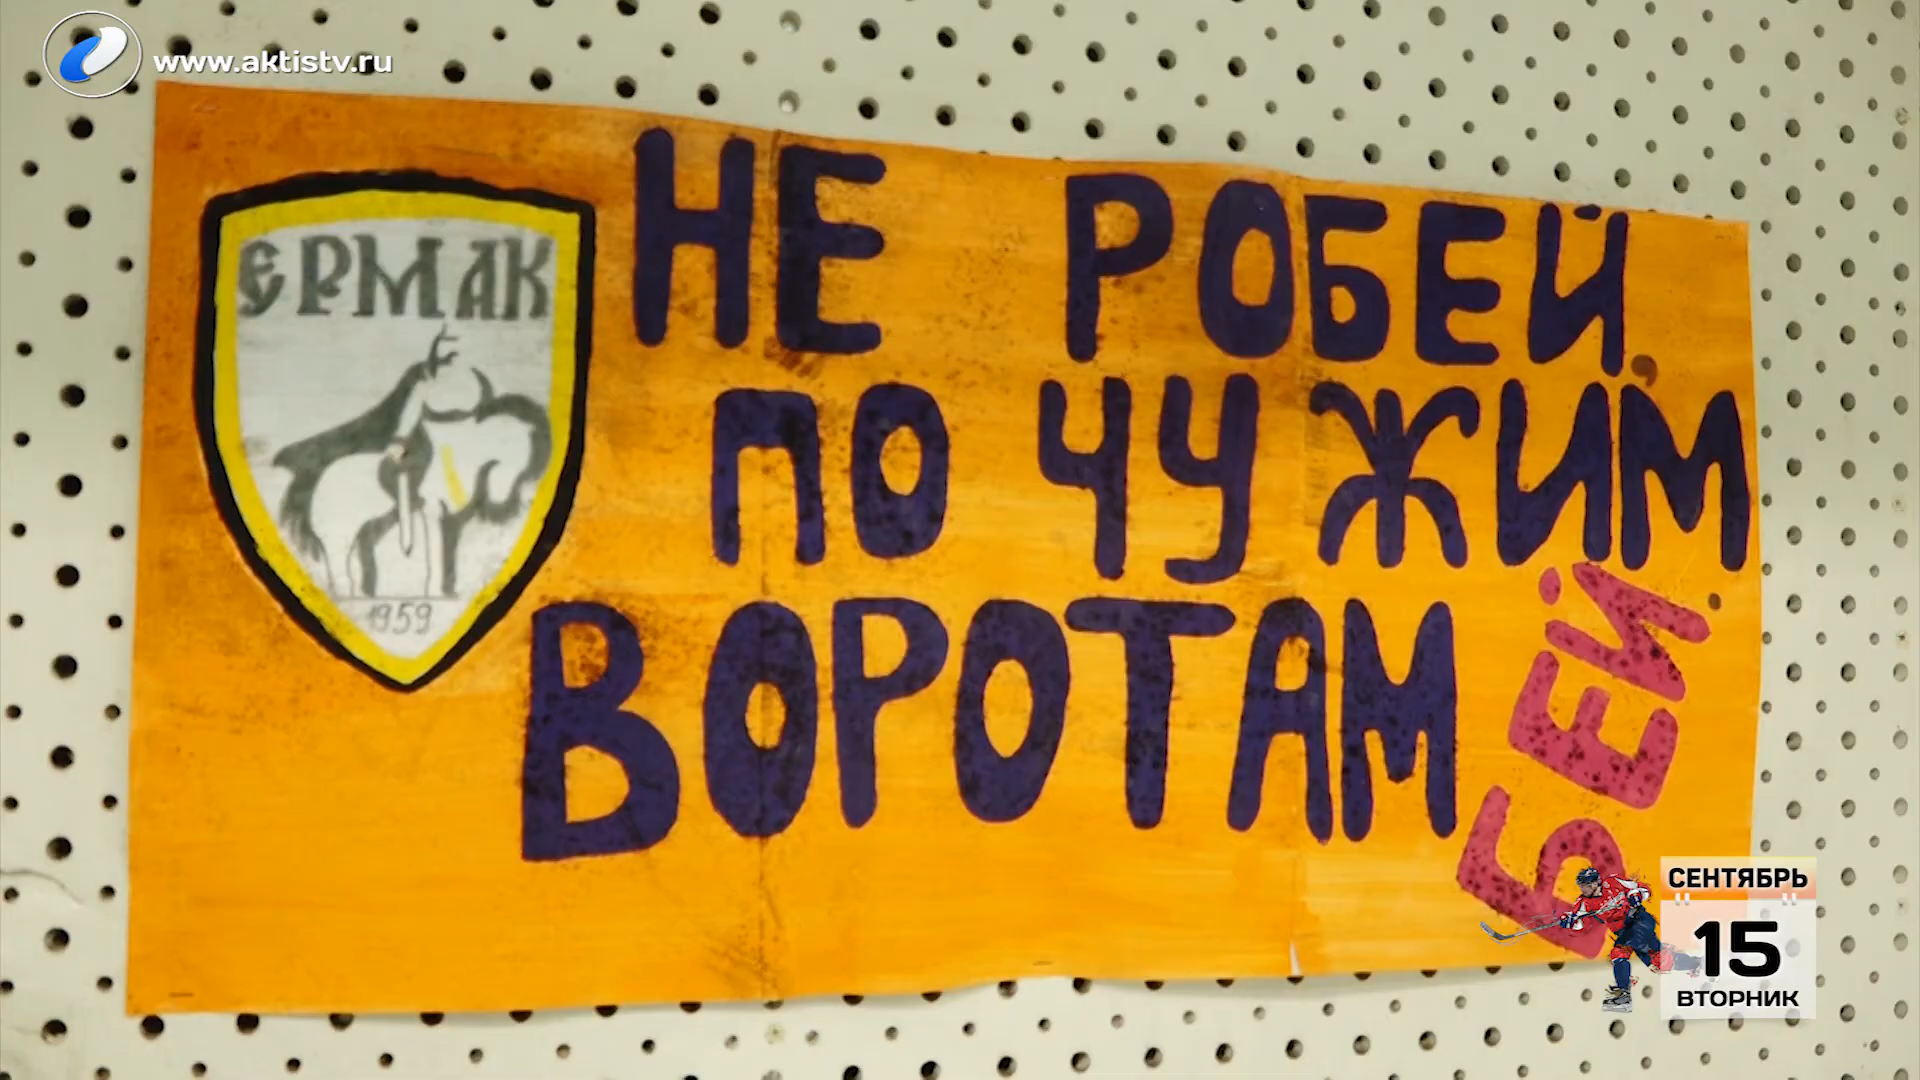 www.aktistv.ru
ЕРМАК
1959
НЕ РОБЕЙ,
ПО ЧУЖИМ
ВОРОТАМ
БЕЙ.
СЕНТЯБРЬ
15
ВТОРНИК